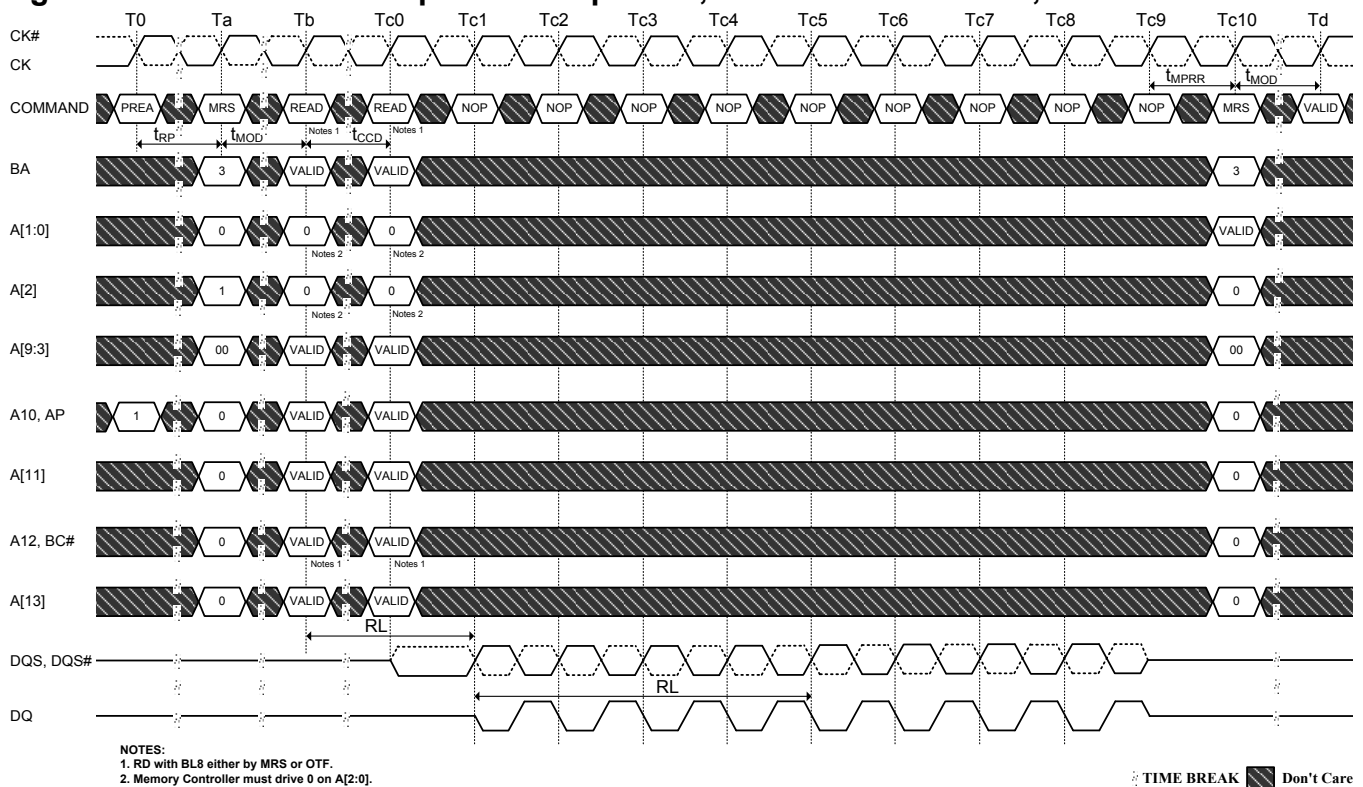 T0 Ta Tb Tc0 Tc1 Tc2 Tc3 Tc4 Tc5 Tc6 Tc7 Tc8 Tc9 Tc10 Td
CK#
CK
tMPRR tMOD
COMMAND PREA MRS READ READ NOP NOP NOP NOP NOP NOP NOP NOP NOP MRS VALID
Notes 1 Notes 1
tRP tMOD tCCD
BA 3 VALID VALID 3
A[1:0] 0 0 0 VALID
Notes 2 Notes 2
A[2] 1 0 0 0
Notes 2 Notes 2
A[9:3] 00 VALID VALID 00
A10, AP 1 0 VALID VALID 0
A[11] 0 VALID VALID 0
A12, BC# 0 VALID VALID 0
Notes 1 Notes 1
A[13] 0 VALID VALID 0
RL
DQS, DQS#
RL
DQ
NOTES:
1. RD with BL8 either by MRS or OTF.
2. Memory Controller must drive 0 on A[2:0].
TIME BREAK Don't Care